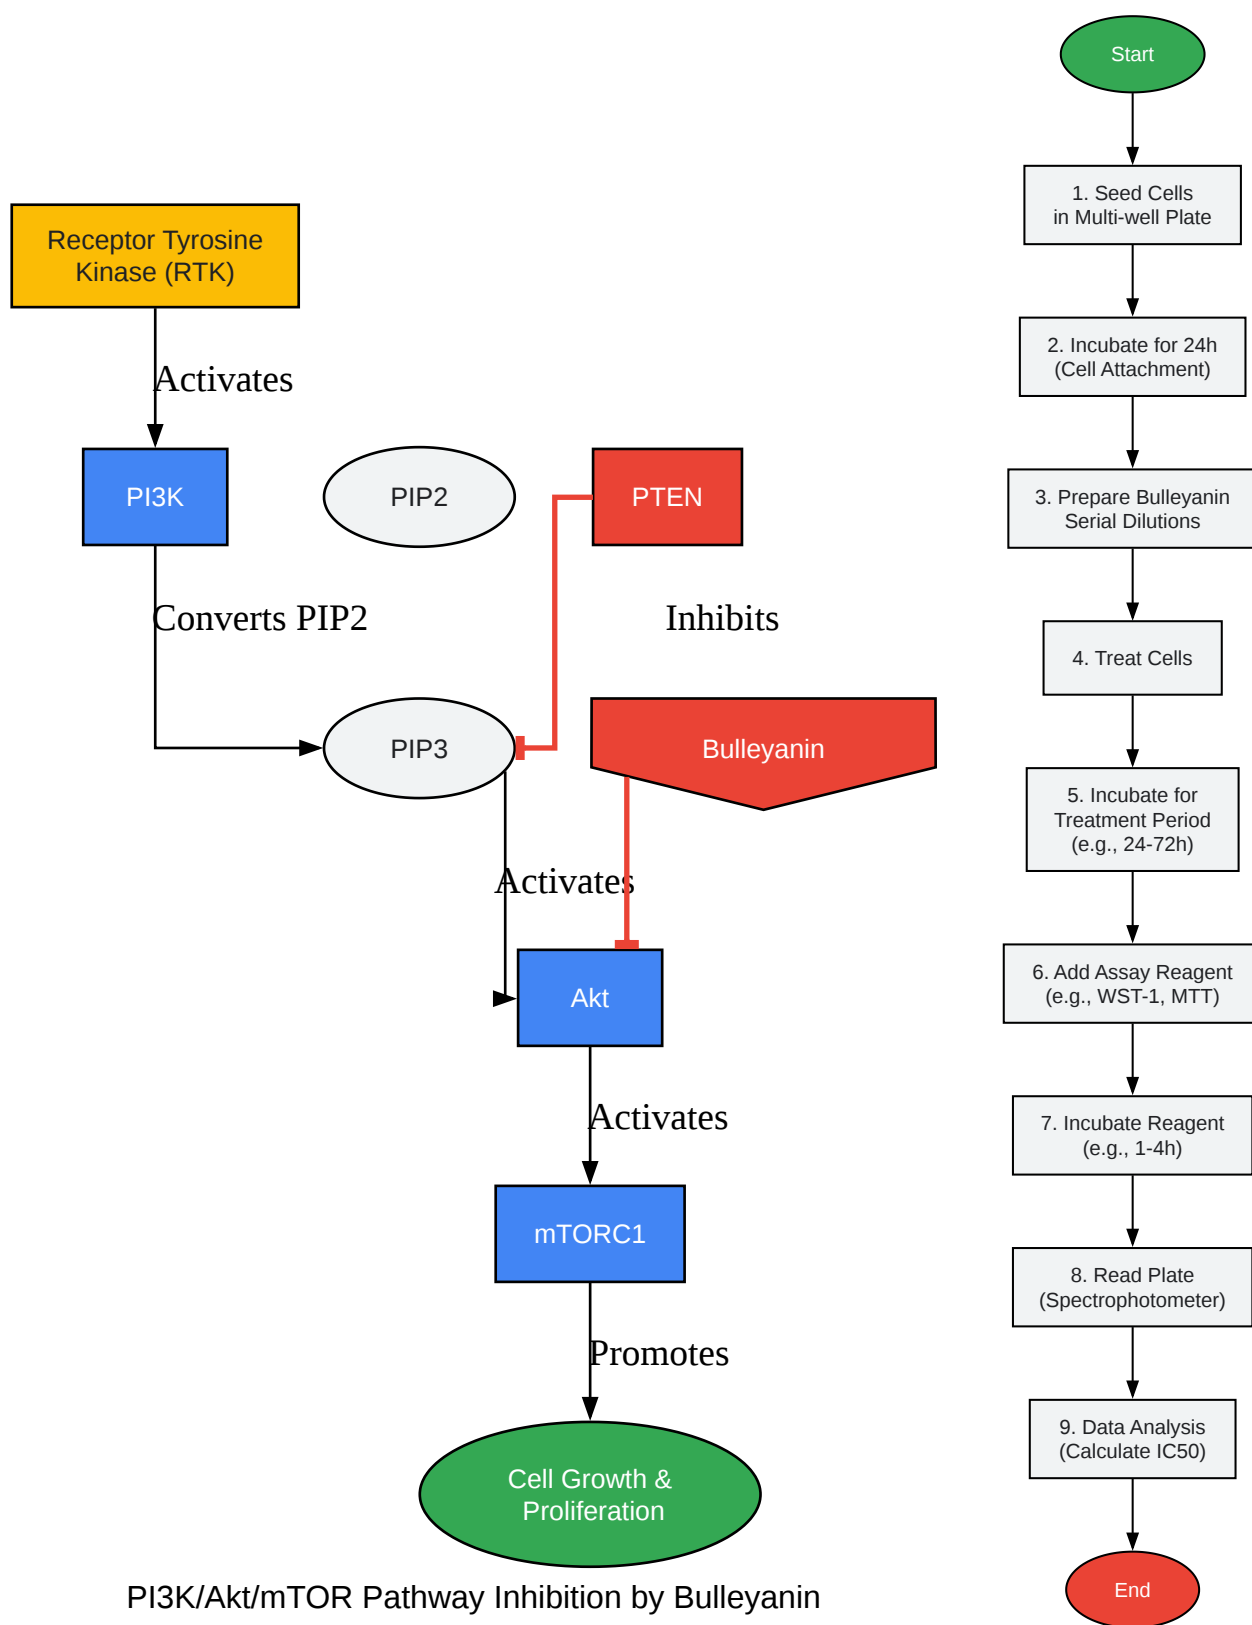 Receptor Tyrosine
Kinase (RTK)
Activates
PI3K
PIP2
PTEN
Converts PIP2
Inhibits
PIP3
Bulleyanin
Activates
Akt
Activates
mTORC1
Promotes
Cell Growth &
Proliferation
PI3K/Akt/mTOR Pathway Inhibition by Bulleyanin
Start
1. Seed Cells
in Multi-well Plate
2. Incubate for 24h
(Cell Attachment)
3. Prepare Bulleyanin
Serial Dilutions
4. Treat Cells
5. Incubate for
Treatment Period
(e.g., 24-72h)
6. Add Assay Reagent
(e.g., WST-1, MTT)
7. Incubate Reagent
(e.g., 1-4h)
8. Read Plate
(Spectrophotometer)
9. Data Analysis
(Calculate IC50)
End